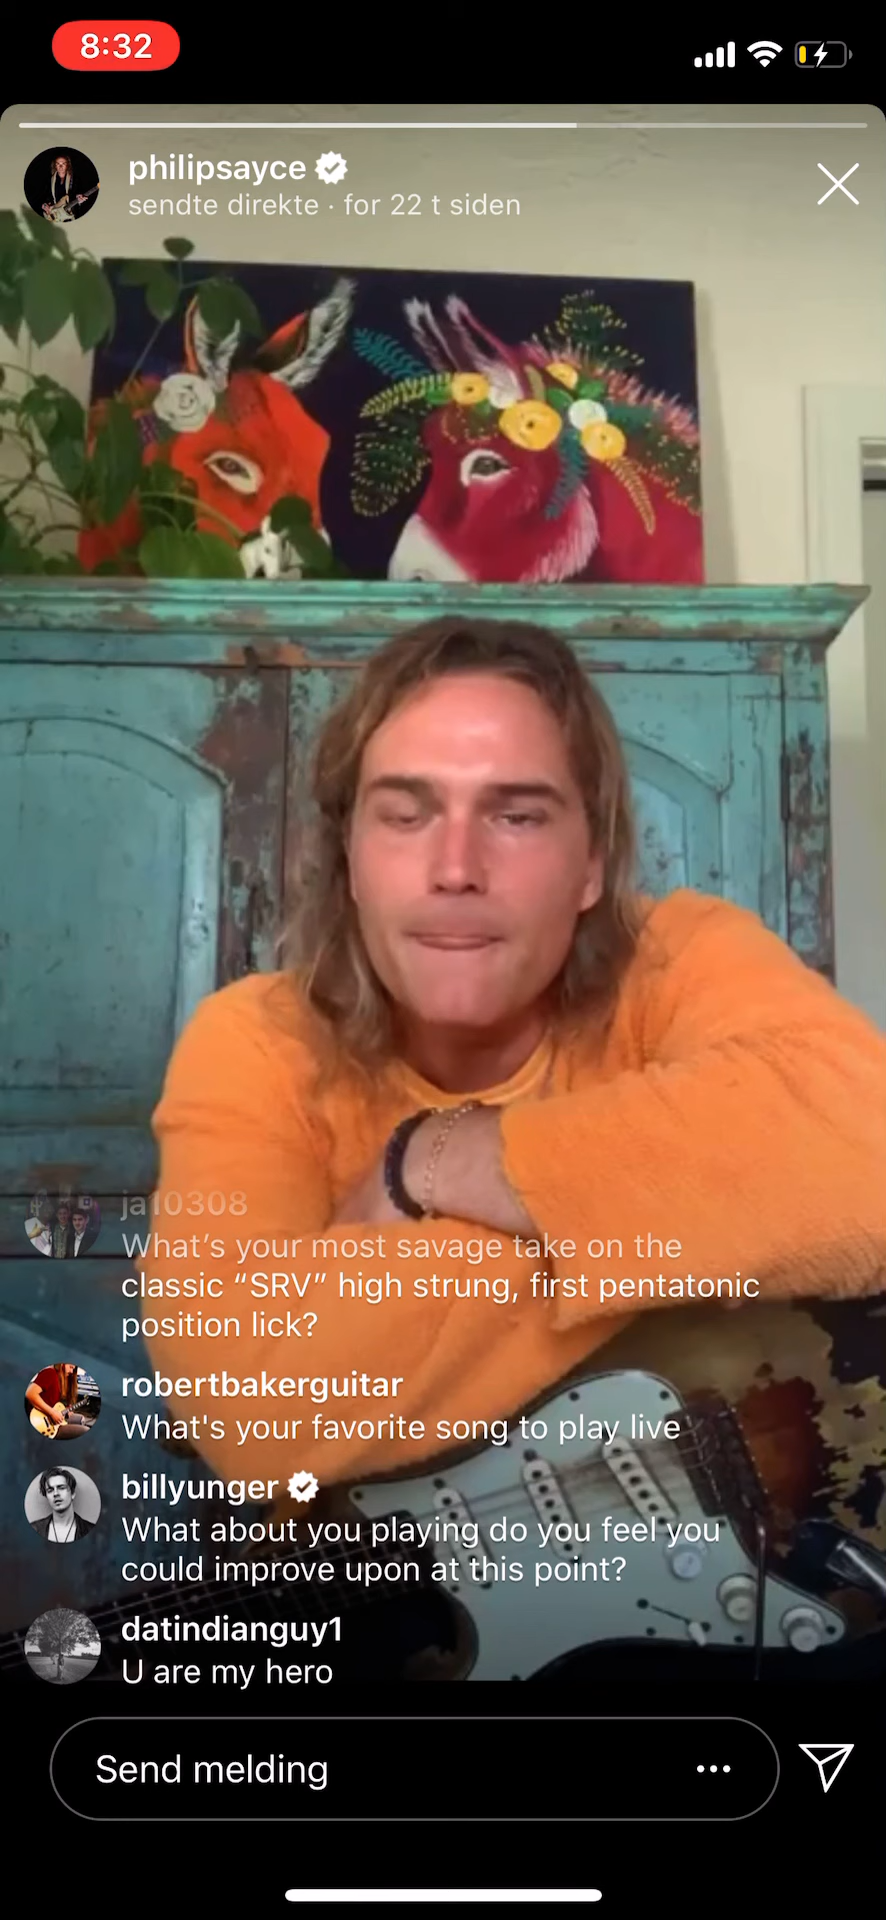 8:32
philipsayce
sendte direkte · for 22 t siden
ja10308
What’s your most savage take on the
classic “SRV” high strung, first pentatonic
position lick?
robertbakerguitar
What's your favorite song to play live
billyunger
What about you playing do you feel you
could improve upon at this point?
datindianguy1
U are my hero
Send melding